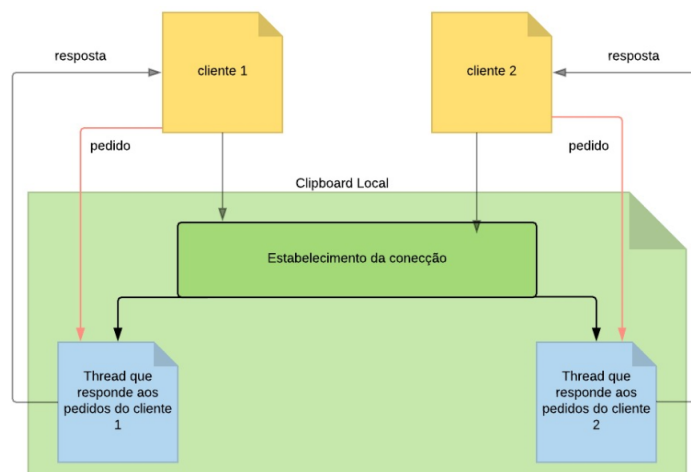 resposta
cliente 1
cliente 2
resposta
pedido
pedido
Clipboard Local
Estabelecimento da conecção
Thread que
responde aos
pedidos do cliente
1
Thread que
responde aos
pedidos do cliente
2